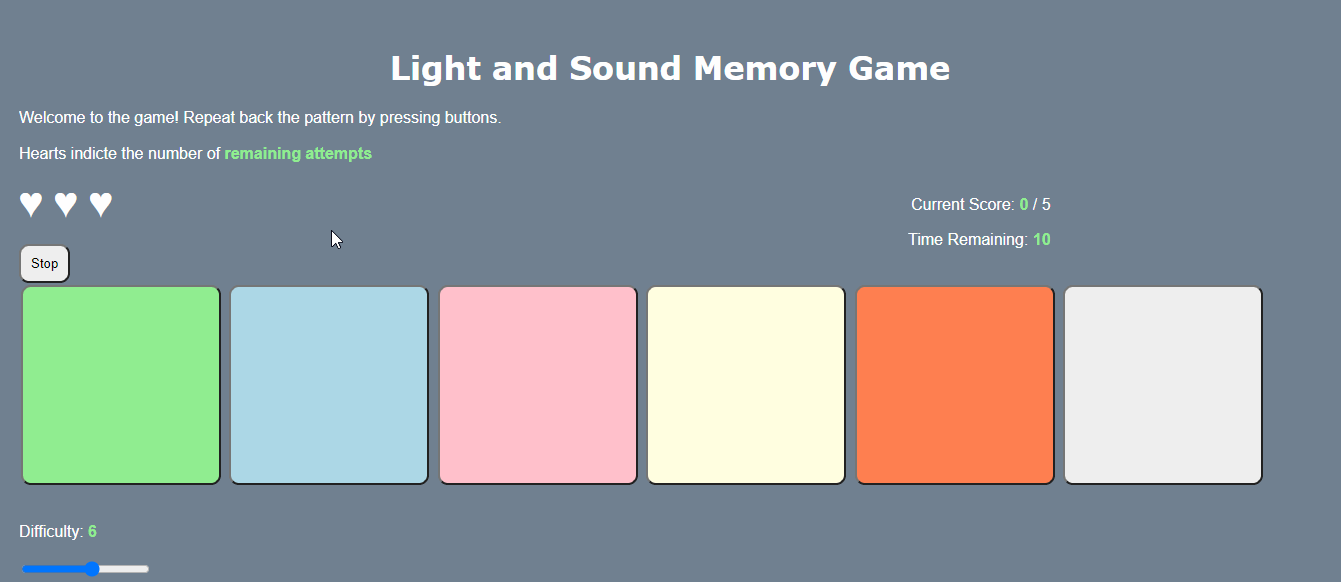 Light and Sound Memory Game
Welcome to the game! Repeat back the pattern by pressing buttons.
Hearts indicte the number of remaining attempts
♥ ♥ ♥
Current Score: 0 / 5
Time Remaining: 10
Stop
Difficulty: 6